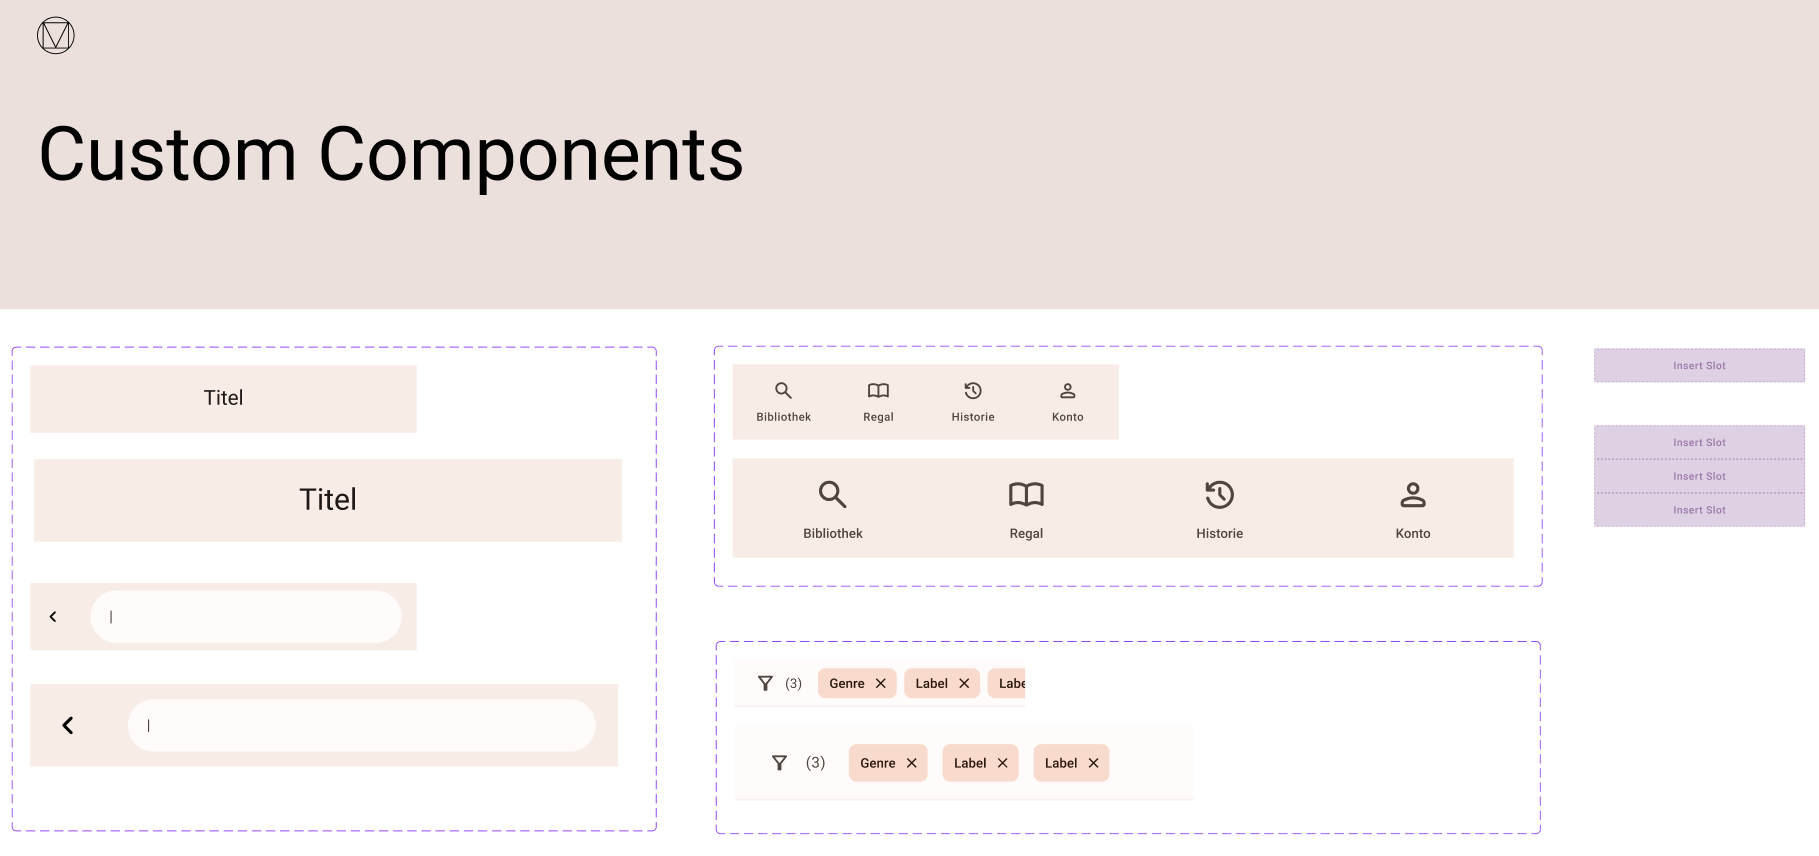 Custom Components
Titel
Titel
|
|
Bibliothek Regal Historie Konto
Bibliothek Regal Historie Konto
(3) Genre Label Labe
(3) Genre Label Label
Insert Slot
Insert Slot
Insert Slot
Insert Slot